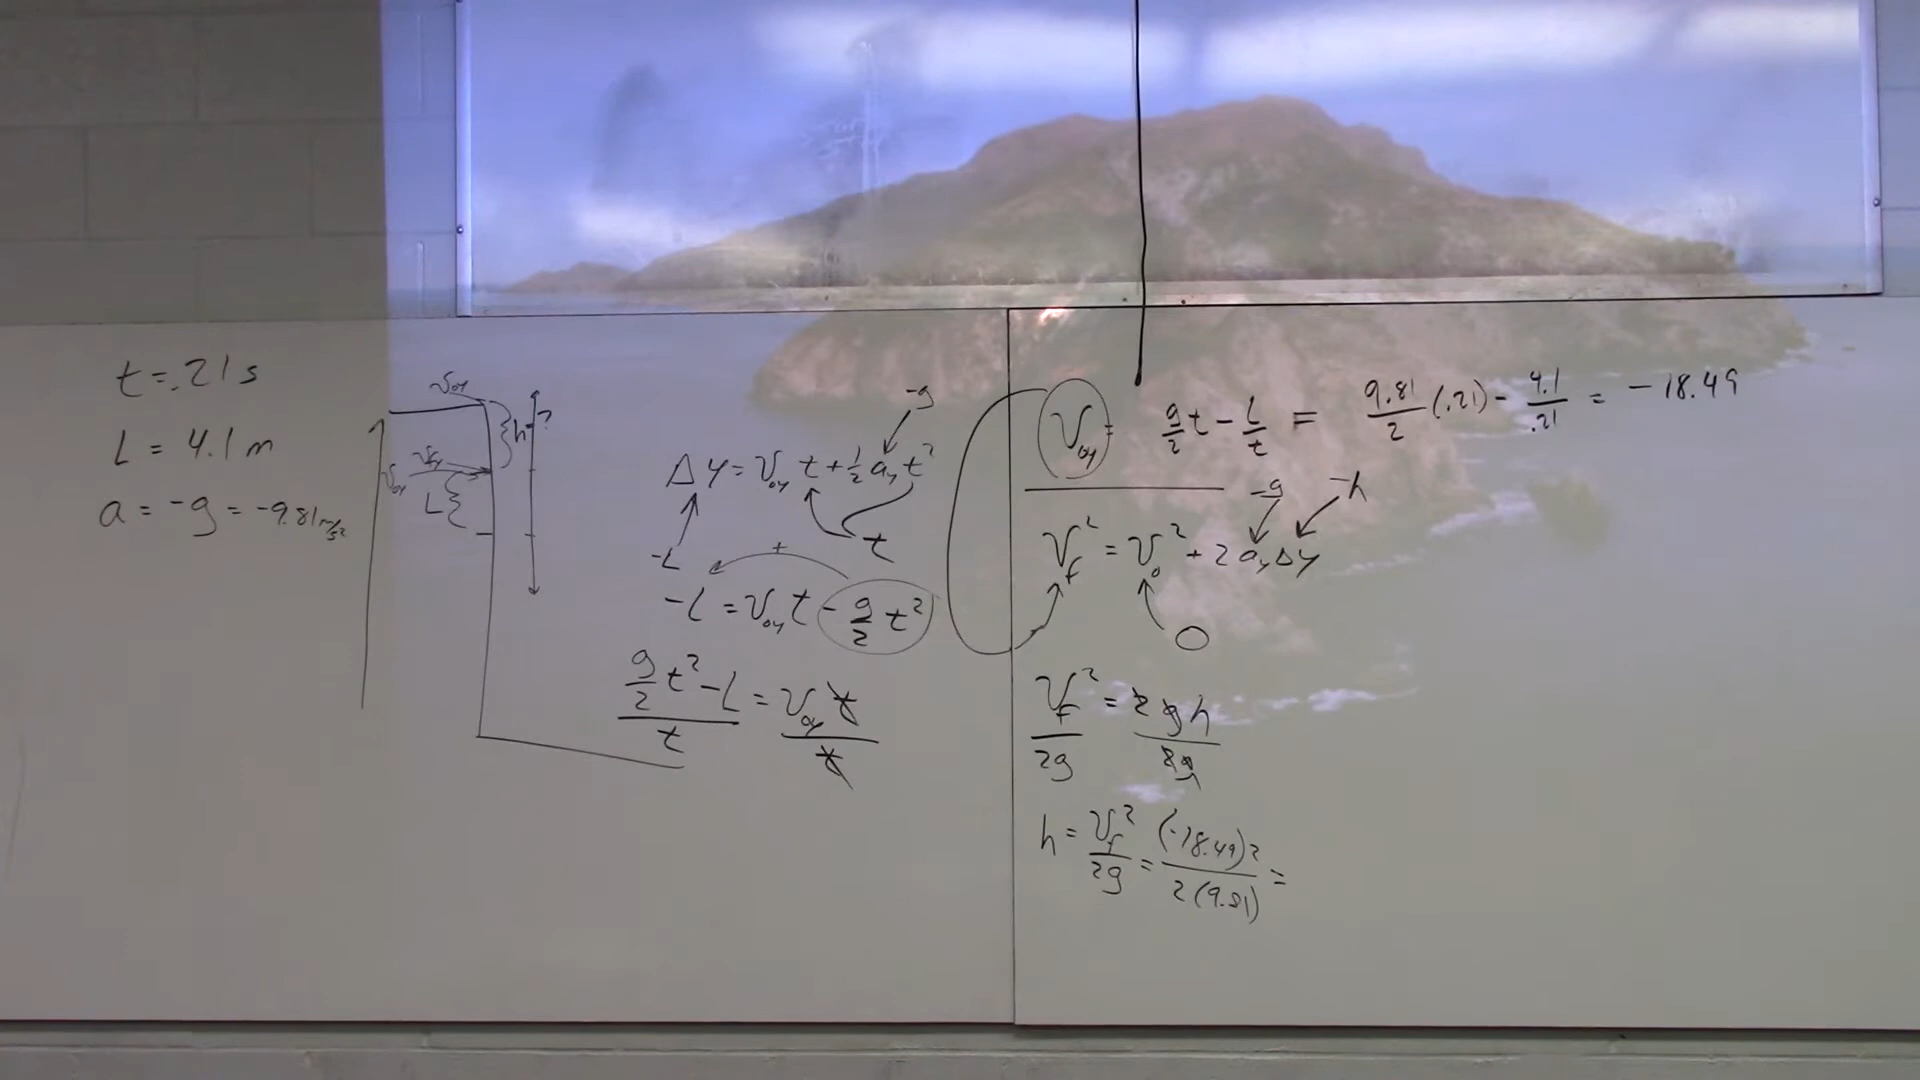 t = .21 s
L = 4.1 m
a = -g = -9.81 m/s²
v₀y
h
?
vfy
v₀y
L
-g
Δy = v₀y t + ½ ay t²
-L
t
+
-L = v₀y t - g/2 t²
(g/2 t² - L)/t = v₀y t/t
v₀y = g/2 t - L/t = 9.81/2 (.21) - 4.1/.21 = -18.49
-g
-h
vf² = v₀² + 2 ay Δy
0
vf²/2g = 2gh/2g
h = vf²/2g = (-18.49)²/2(9.81) =